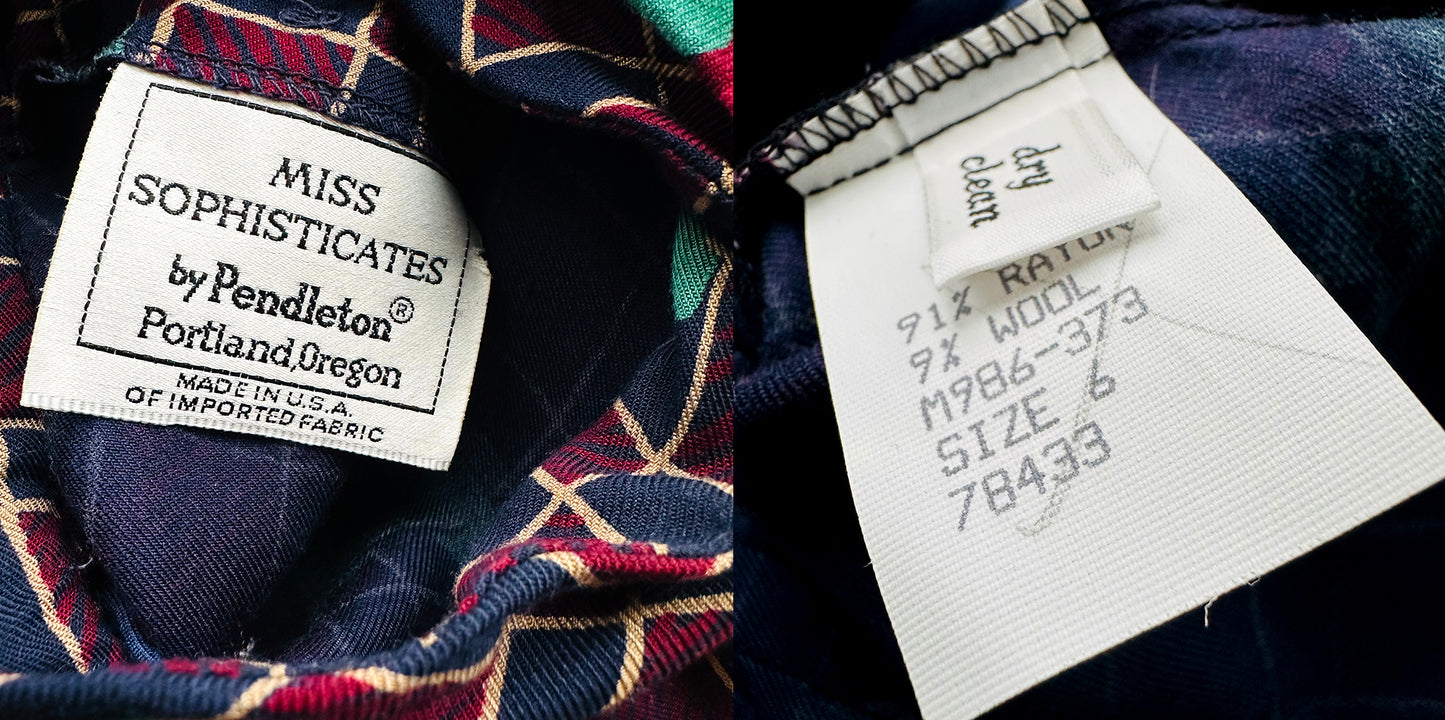 MISS
SOPHISTICATES
by Pendleton®
Portland,Oregon
MADE IN U.S.A.
OF IMPORTED FABRIC
dry
clean
91% RAYON
9% WOOL
M986-373
SIZE 6
78433